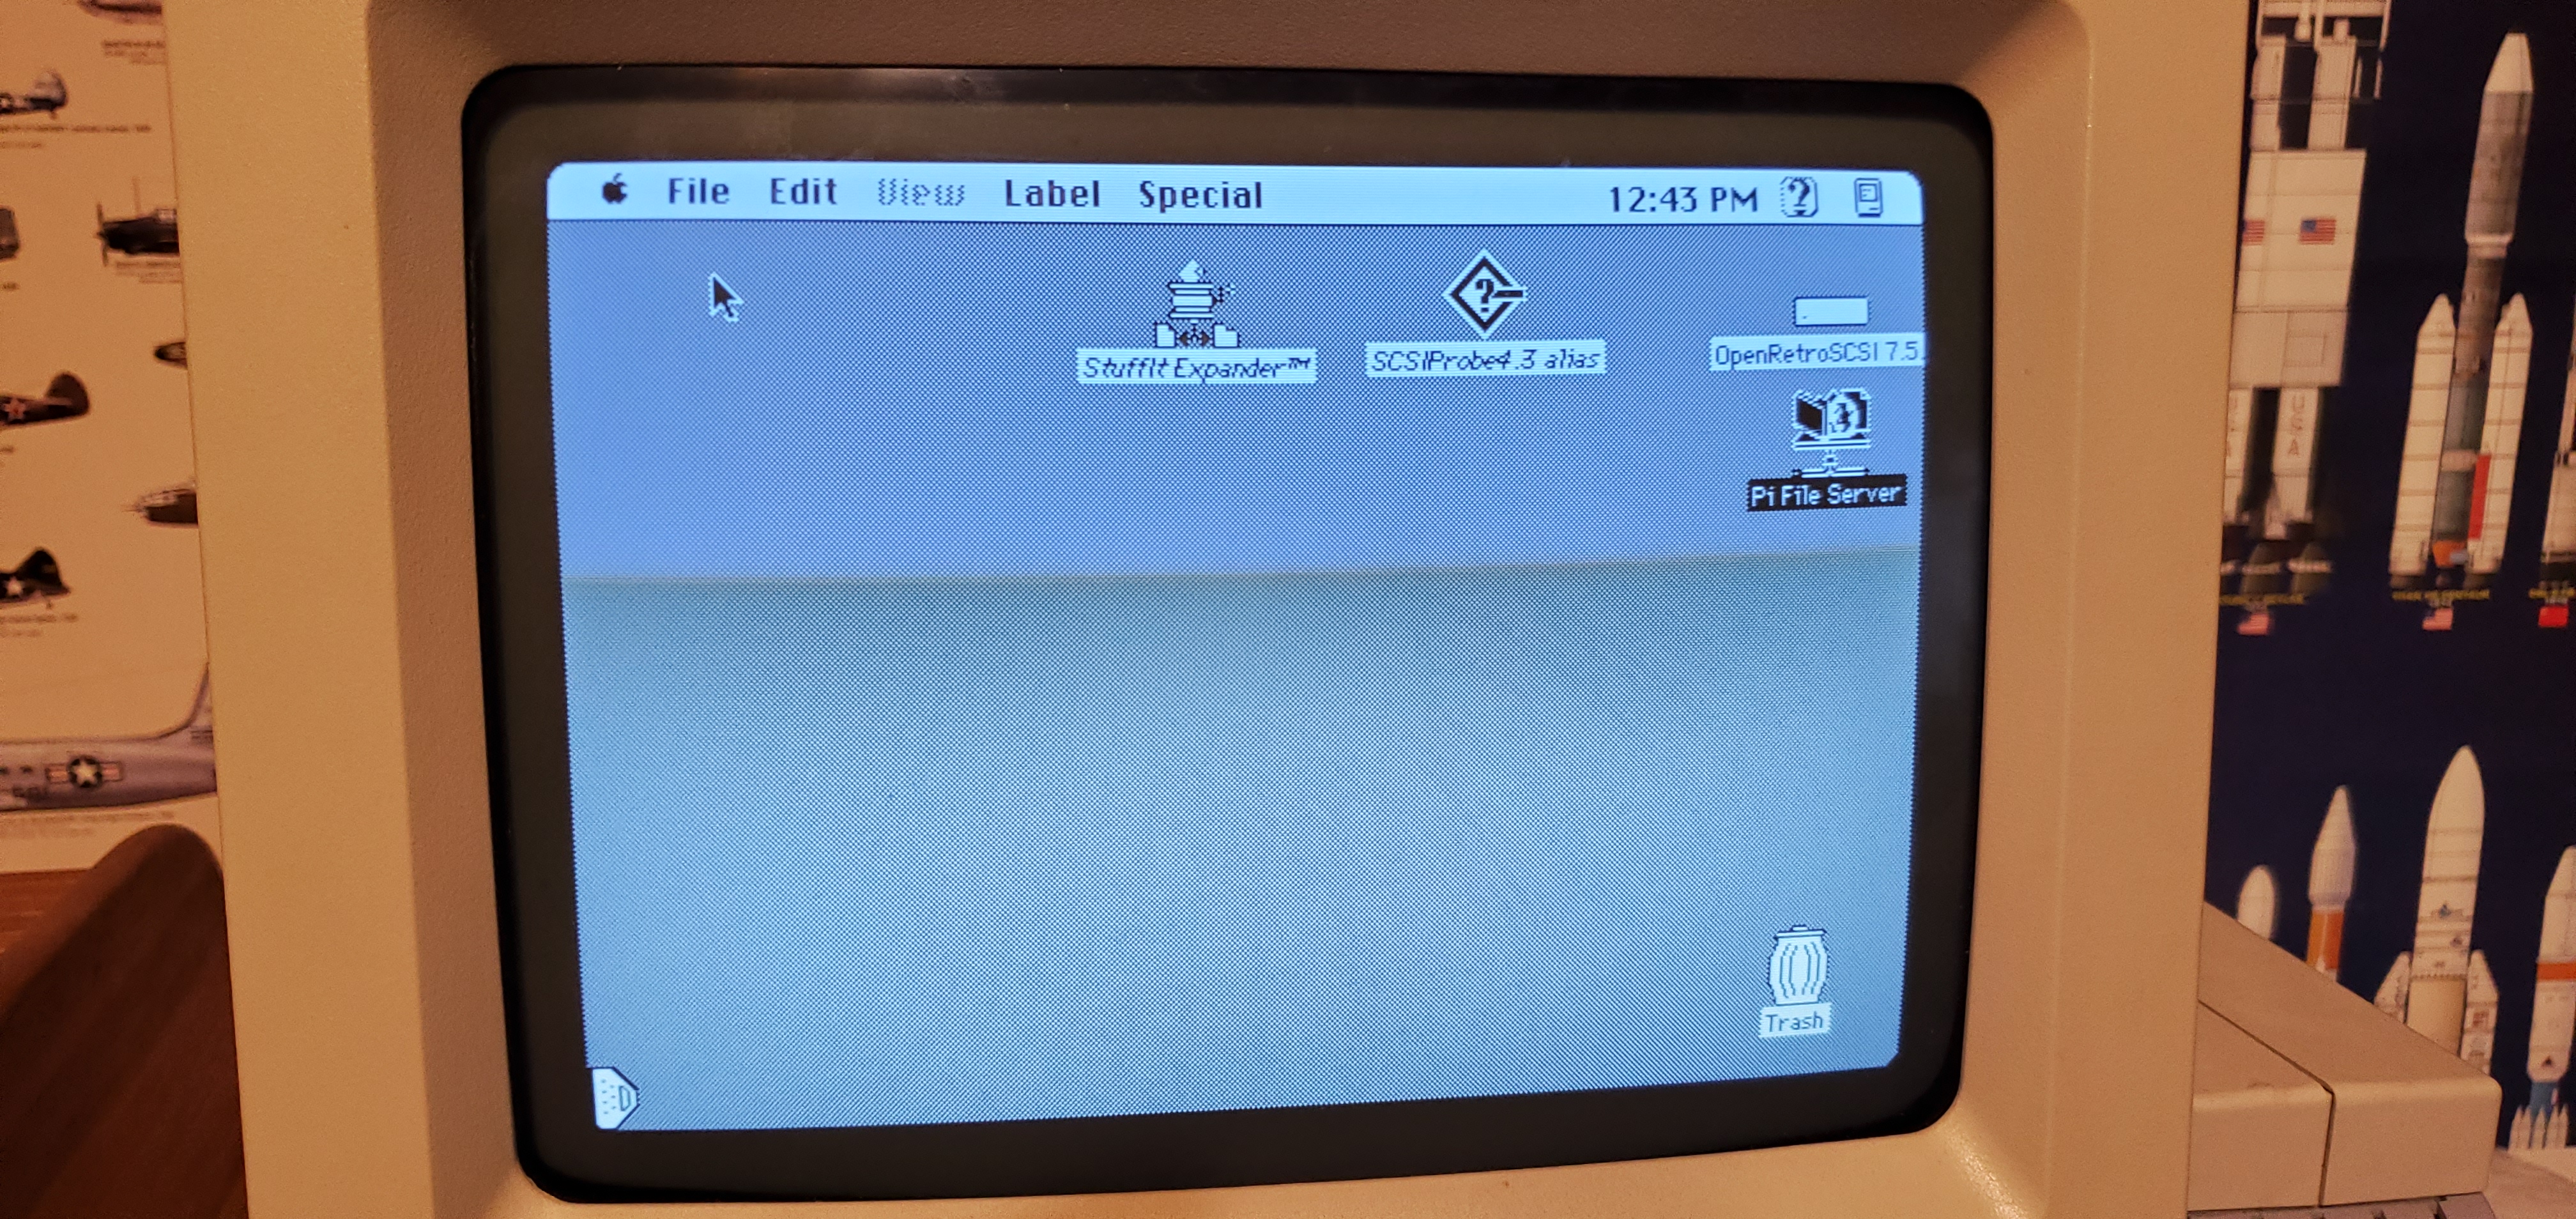 File Edit View Label Special 12:43 PM
StuffIt Expander™
SCSIProbe4.3 alias
OpenRetroSCSI 7.5.
Pi File Server
Trash
USA